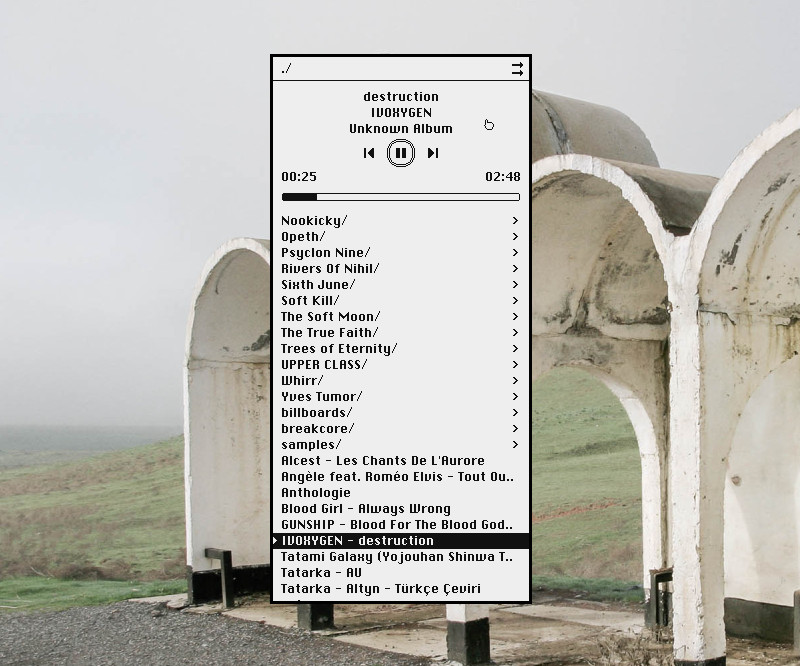 ./
destruction
IVOXYGEN
Unknown Album
00:25 02:48
Nookicky/ >
Opeth/ >
Psyclon Nine/ >
Rivers Of Nihil/ >
Sixth June/ >
Soft Kill/ >
The Soft Moon/ >
The True Faith/ >
Trees of Eternity/ >
UPPER CLASS/ >
Whirr/ >
Yves Tumor/ >
billboards/ >
breakcore/ >
samples/ >
Alcest - Les Chants De L'Aurore
Angèle feat. Roméo Elvis - Tout Ou..
Anthologie
Blood Girl - Always Wrong
GUNSHIP - Blood For The Blood God..
IVOXYGEN - destruction
Tatami Galaxy (Yojouhan Shinwa T..
Tatarka - AU
Tatarka - Altyn - Türkçe Çeviri